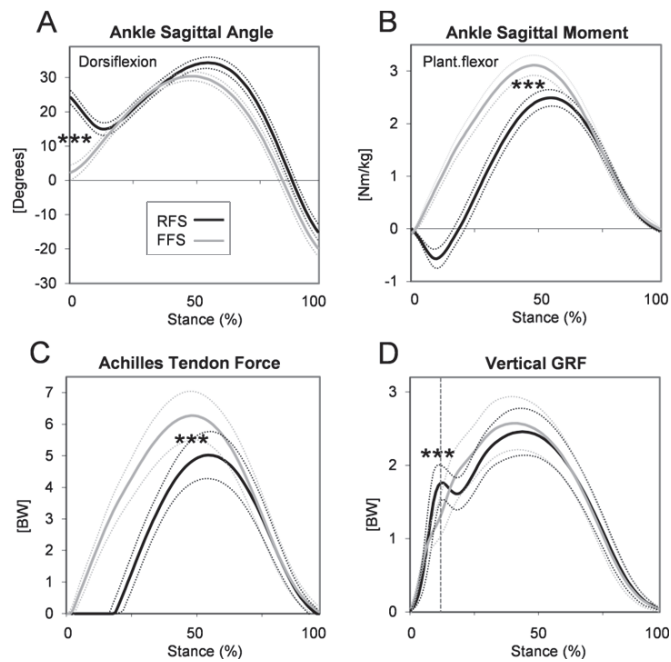 A
Ankle Sagittal Angle
Dorsiflexion
[Degrees]
30
20
10
0
-10
-20
-30
***
RFS
FFS
0 50 100
Stance (%)
B
Ankle Sagittal Moment
Plant.flexor
[Nm/kg]
3
2
1
0
-1
***
0 50 100
Stance (%)
C
Achilles Tendon Force
[BW]
7
6
5
4
3
2
1
0
***
0 50 100
Stance (%)
D
Vertical GRF
[BW]
3
2
1
0
***
0 50 100
Stance (%)